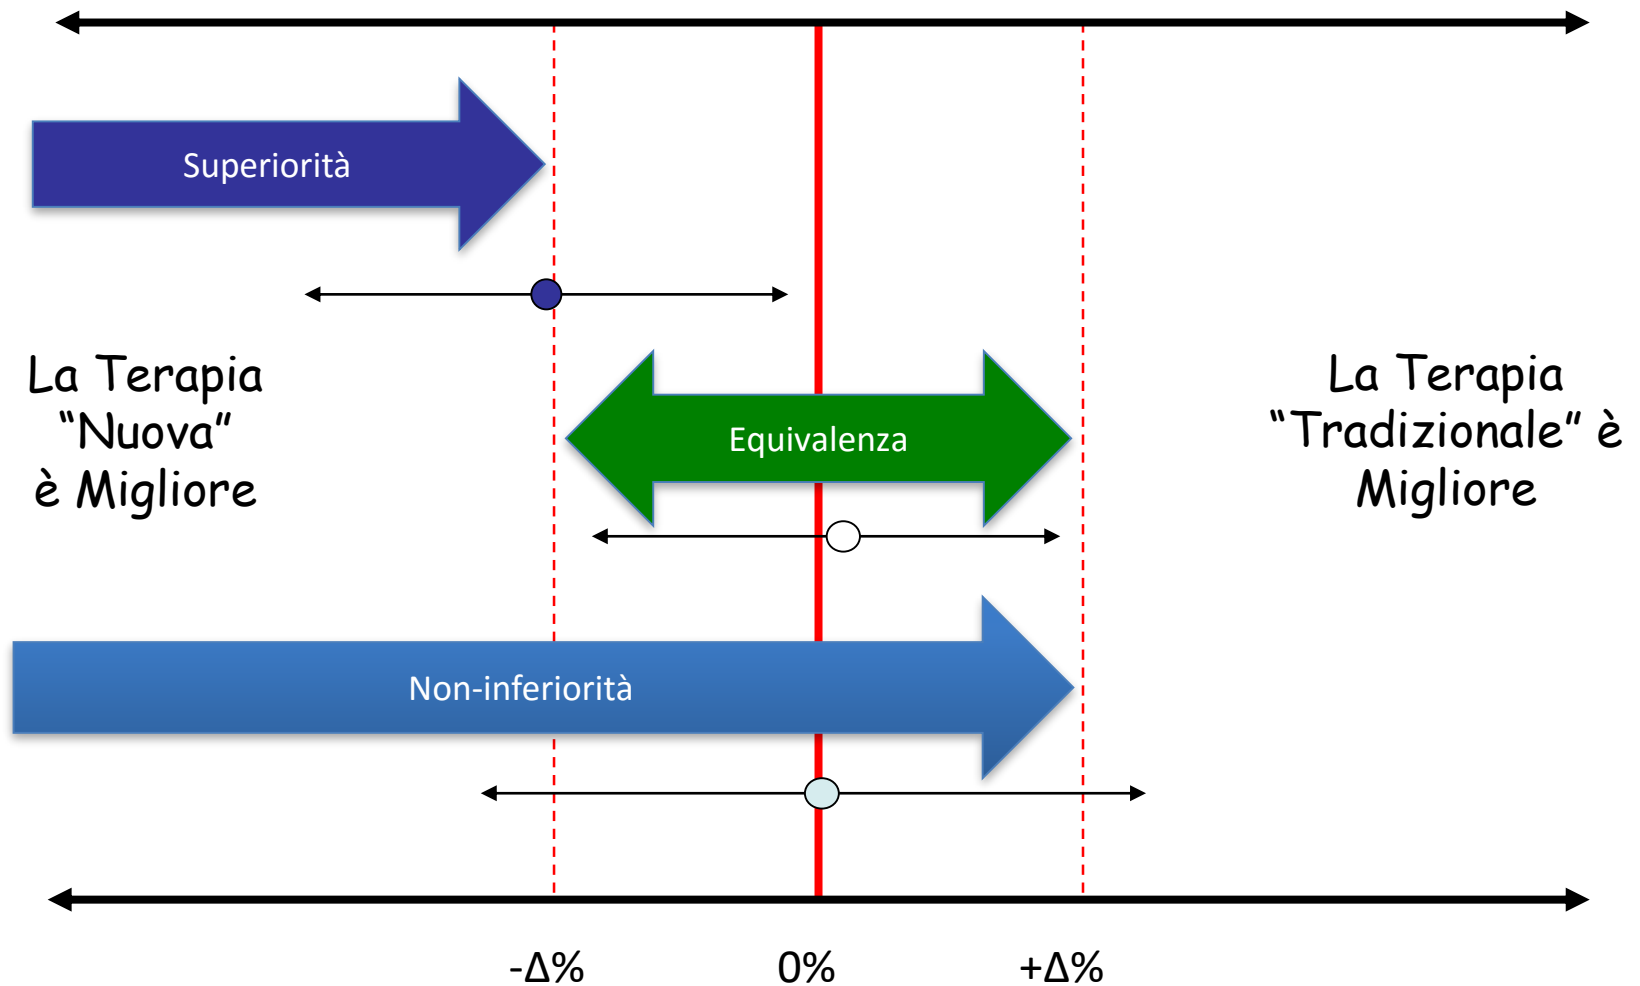 Superiorità
La Terapia
“Nuova”
è Migliore
La Terapia
“Tradizionale” è
Migliore
Equivalenza
Non-inferiorità
-Δ%
0%
+Δ%